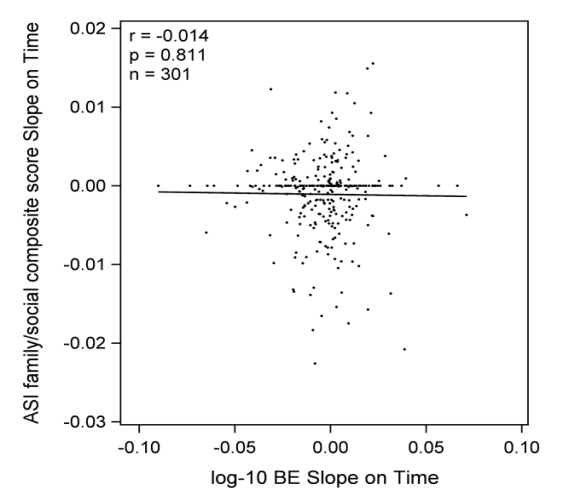 ASI family/social composite score Slope on Time
r = -0.014
p = 0.811
n = 301
0.02
0.01
0.00
-0.01
-0.02
-0.03
-0.10 -0.05 0.00 0.05 0.10
log-10 BE Slope on Time